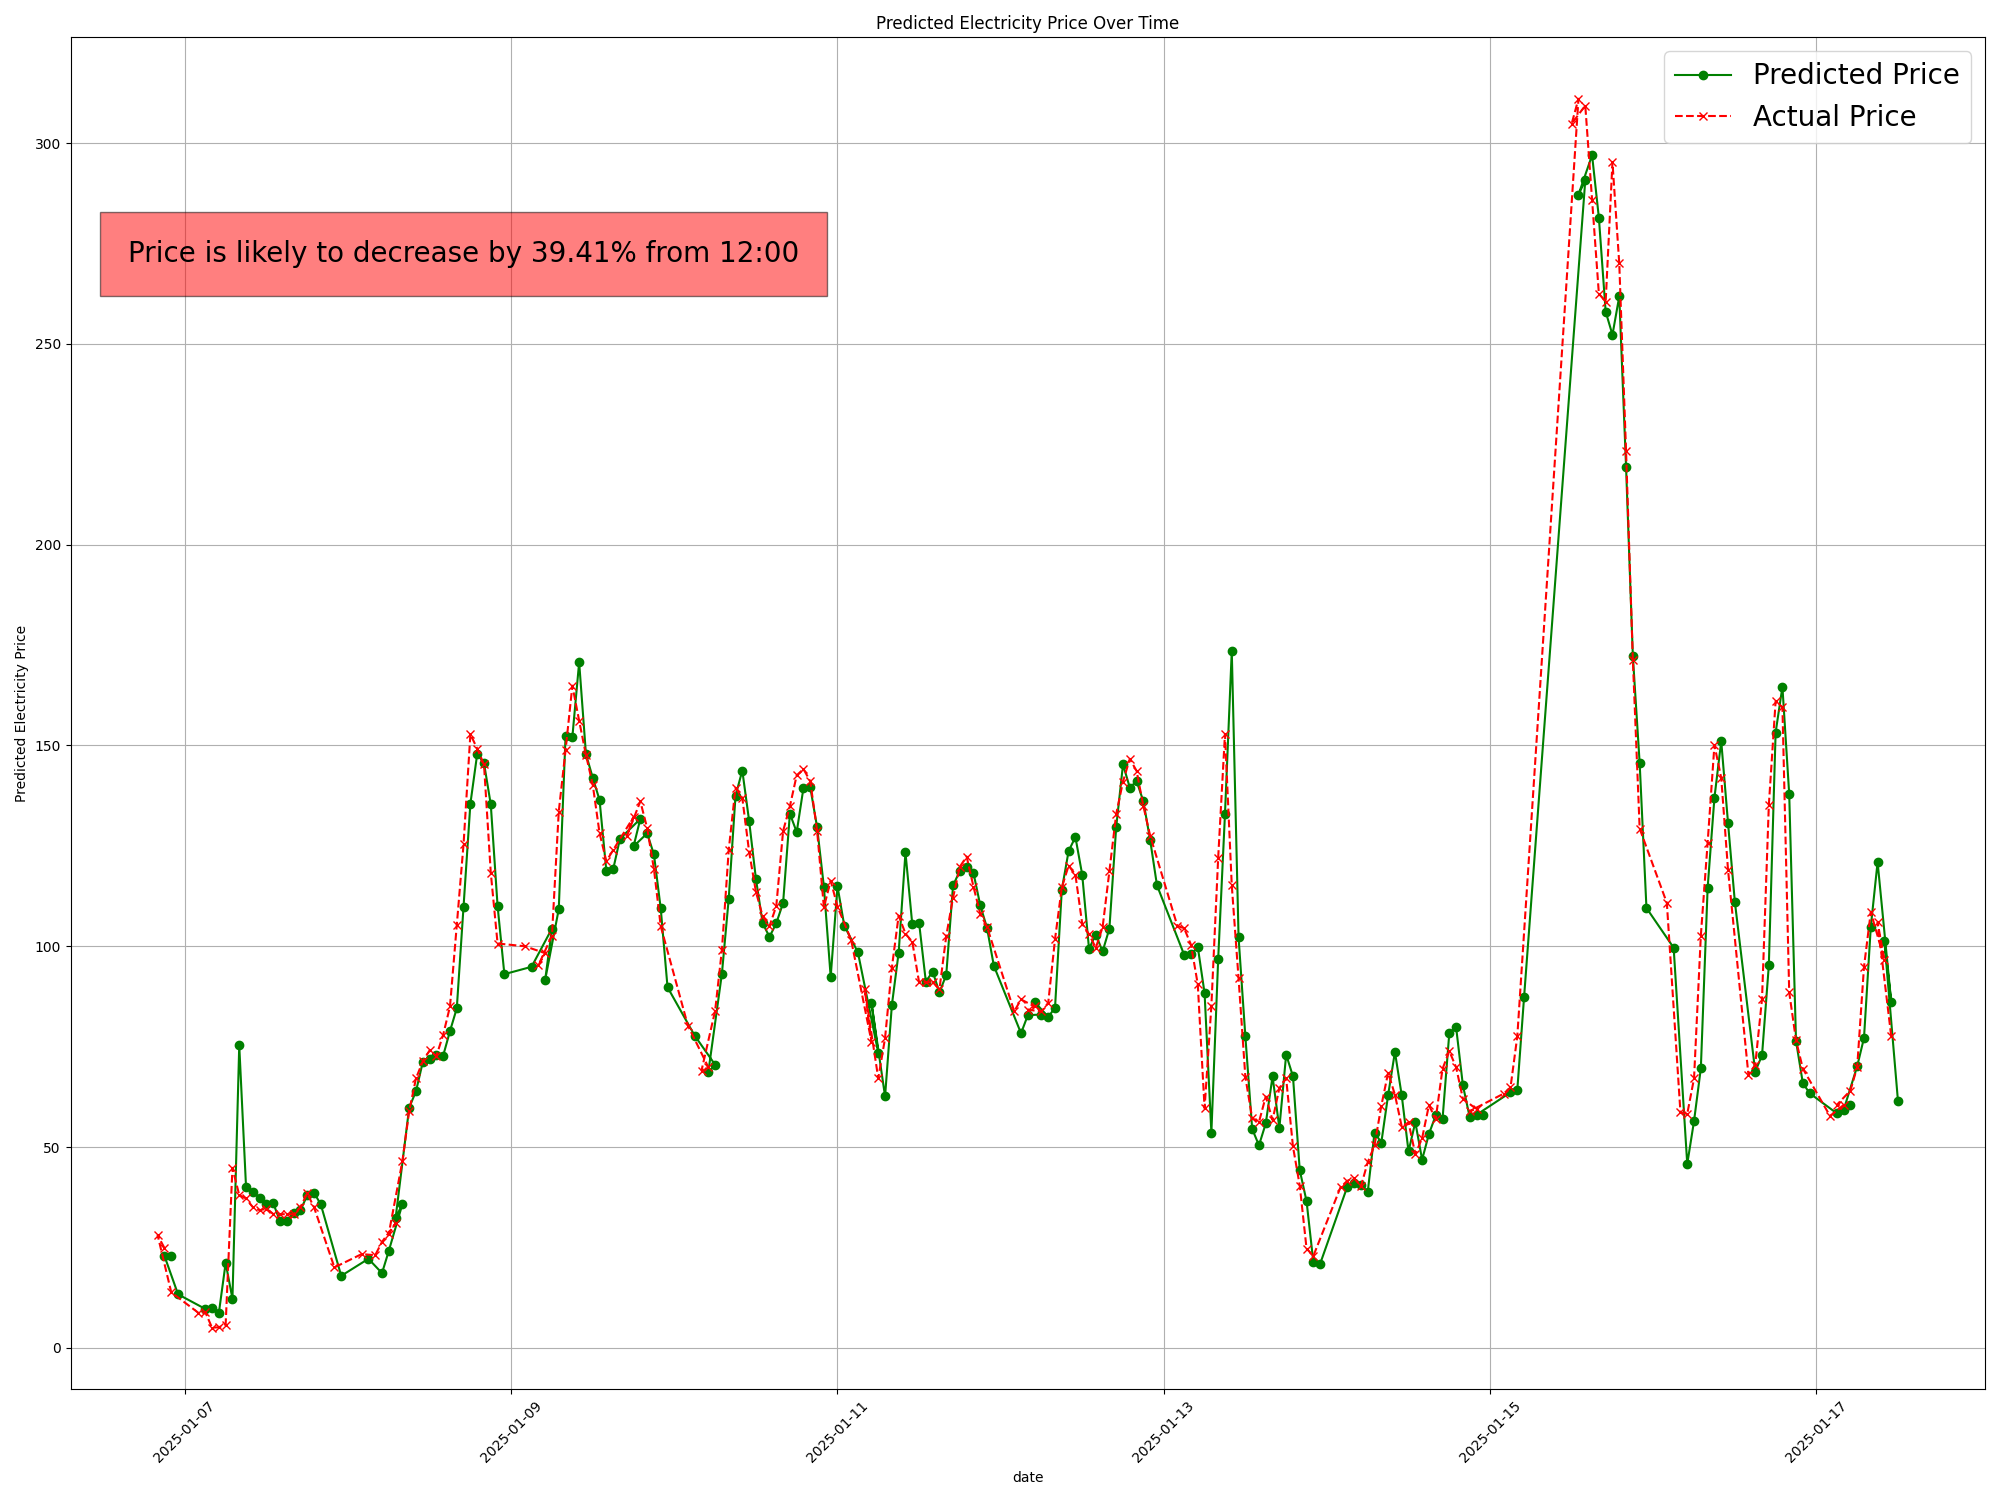 Predicted Electricity Price Over Time
Predicted Price
Actual Price
Price is likely to decrease by 39.41% from 12:00
Predicted Electricity Price
300
250
200
150
100
50
0
2025-01-07
2025-01-09
2025-01-11
2025-01-13
2025-01-15
2025-01-17
date